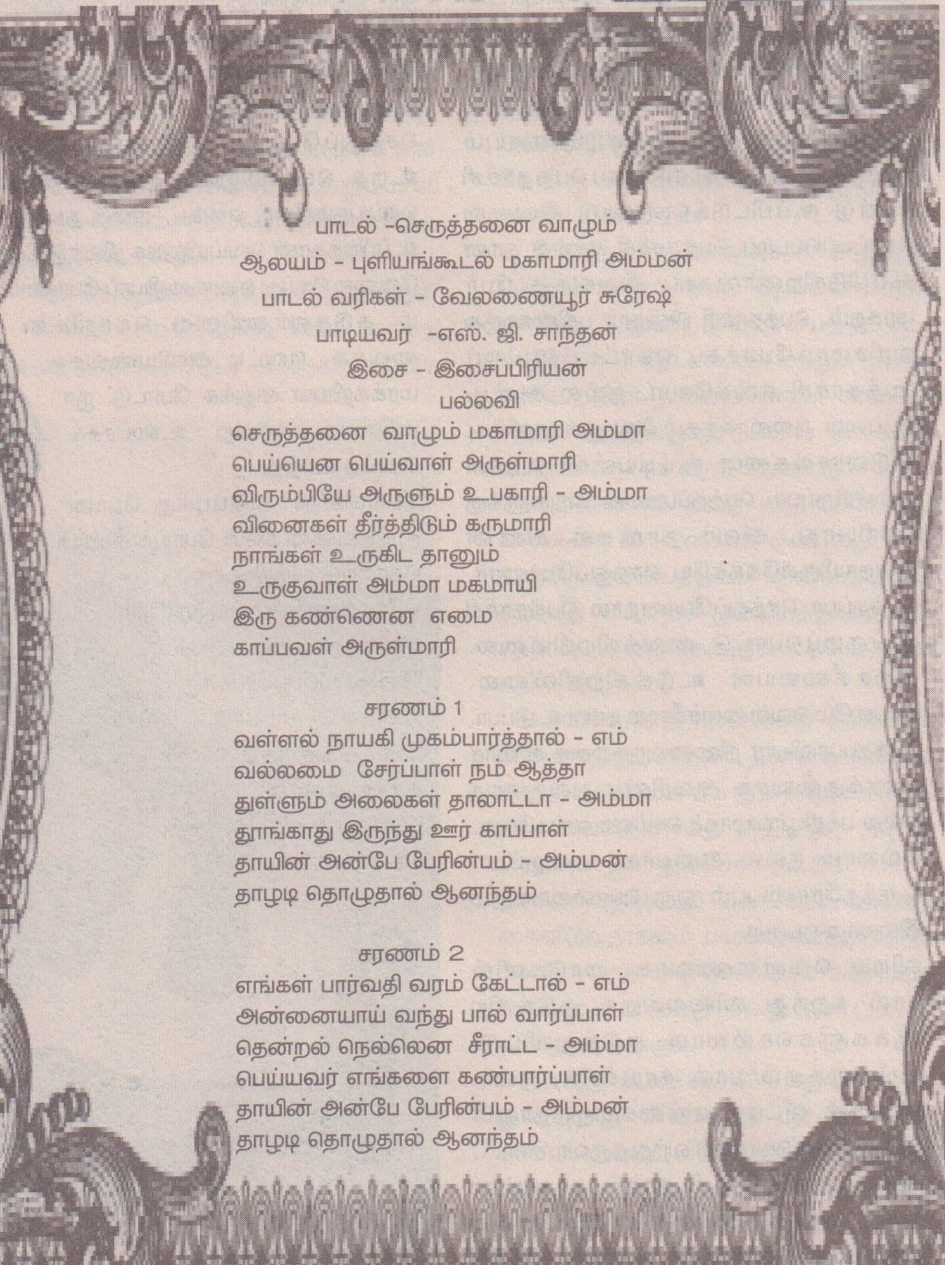 பாடல் -செருத்தனை வாழும்
ஆலயம் - புளியங்கூடல் மகாமாரி அம்மன்
பாடல் வரிகள் - வேலணையூர் சுரேஷ்
பாடியவர் -எஸ். ஜி. சாந்தன்
இசை - இசைப்பிரியன்
பல்லவி
செருத்தனை வாழும் மகாமாரி அம்மா
பெய்யென பெய்வாள் அருள்மாரி
விரும்பியே அருளும் உபகாரி - அம்மா
வினைகள் தீர்த்திடும் கருமாரி
நாங்கள் உருகிட தானும்
உருகுவாள் அம்மா மகமாயி
இரு கண்ணென எமை
காப்பவள் அருள்மாரி
சரணம் 1
வள்ளல் நாயகி முகம்பார்த்தால் - எம்
வல்லமை சேர்ப்பாள் நம் ஆத்தா
துள்ளும் அலைகள் தாலாட்டா - அம்மா
தூங்காது இருந்து ஊர் காப்பாள்
தாயின் அன்பே பேரின்பம் - அம்மன்
தாழடி தொழுதால் ஆனந்தம்
சரணம் 2
எங்கள் பார்வதி வரம் கேட்டால் - எம்
அன்னையாய் வந்து பால் வார்ப்பாள்
தென்றல் நெல்லென சீராட்ட - அம்மா
பெய்யவர் எங்களை கண்பார்ப்பாள்
தாயின் அன்பே பேரின்பம் - அம்மன்
தாழடி தொழுதால் ஆனந்தம்